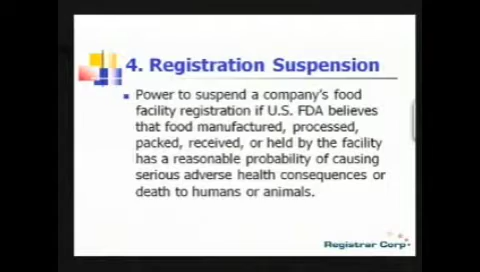 4. Registration Suspension
Power to suspend a company's food
facility registration if U.S. FDA believes
that food manufactured, processed,
packed, received, or held by the facility
has a reasonable probability of causing
serious adverse health consequences or
death to humans or animals.
Registrar Corp